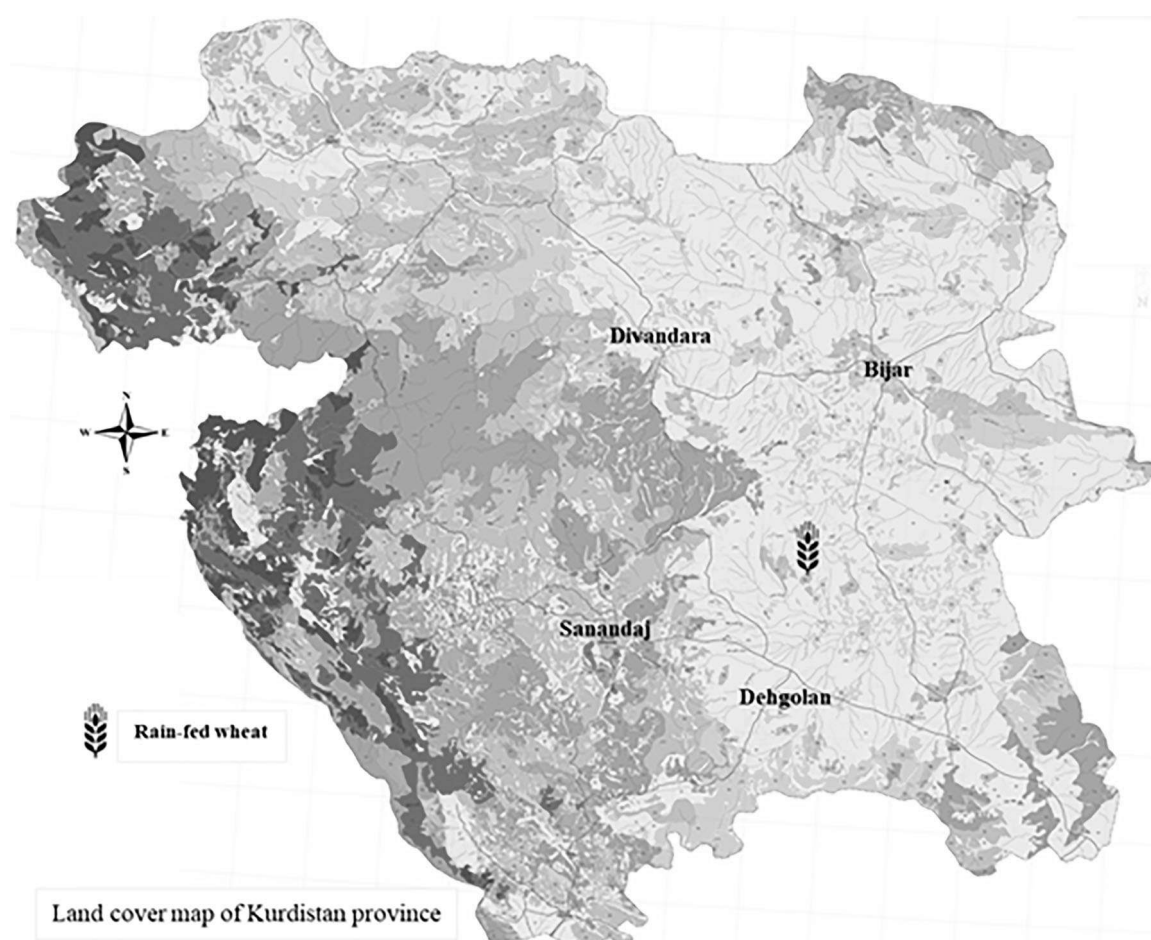 Divandara
Bijar
N
W E
S
Sanandaj
Dehgolan
Rain-fed wheat
Land cover map of Kurdistan province